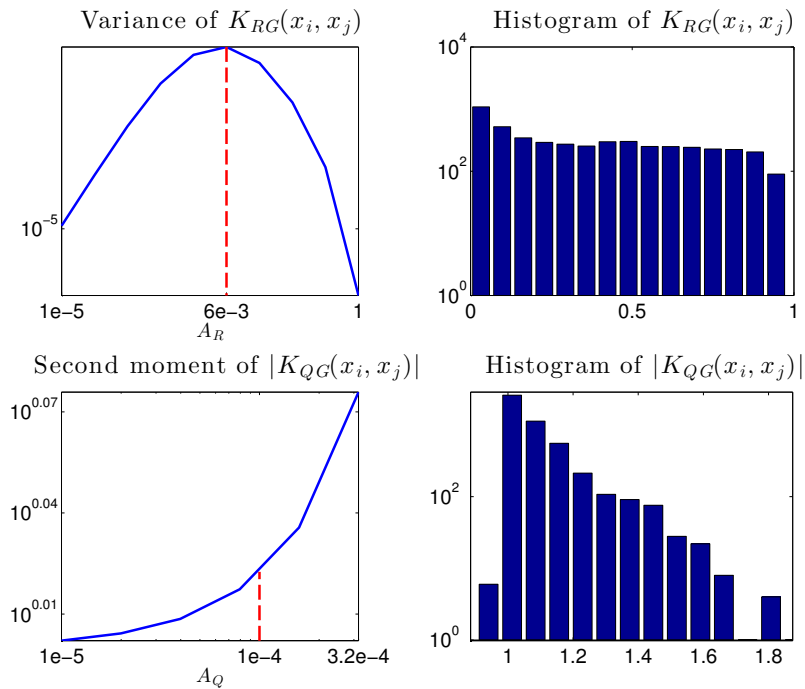 Variance of K_{RG}(x_i, x_j)
10^{-5}
1e-5 6e-3 1
A_R
Histogram of K_{RG}(x_i, x_j)
10^4
10^2
10^0
0 0.5 1
Second moment of |K_{QG}(x_i, x_j)|
10^{0.07}
10^{0.04}
10^{0.01}
1e-5 1e-4 3.2e-4
A_Q
Histogram of |K_{QG}(x_i, x_j)|
10^2
10^0
1 1.2 1.4 1.6 1.8